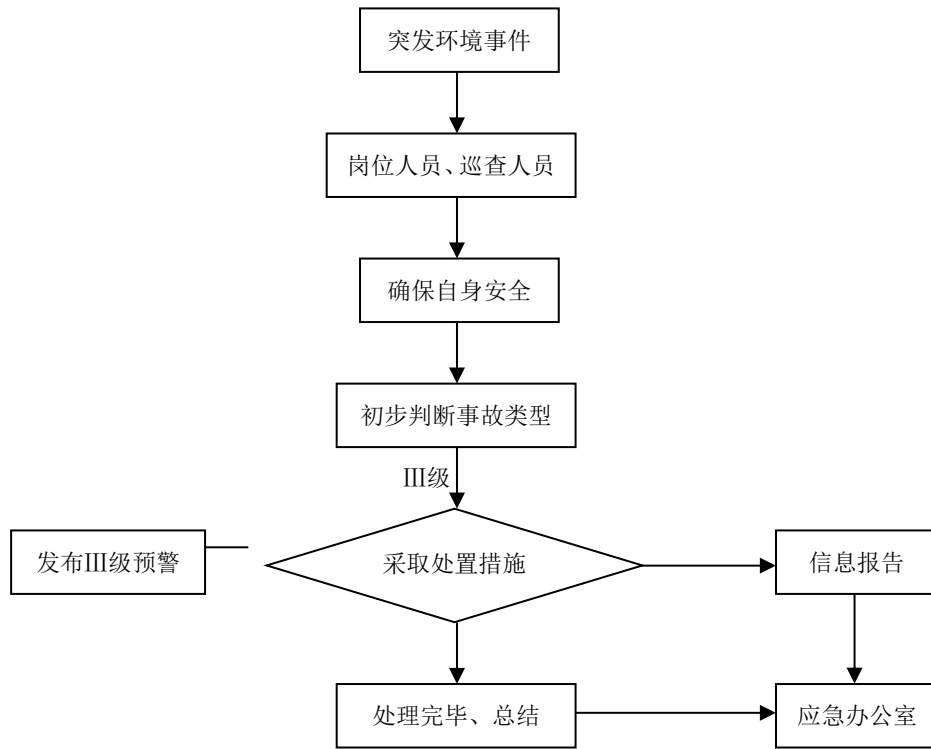 突发环境事件
岗位人员、巡查人员
确保自身安全
初步判断事故类型
Ⅲ级
发布Ⅲ级预警
采取处置措施
信息报告
处理完毕、总结
应急办公室